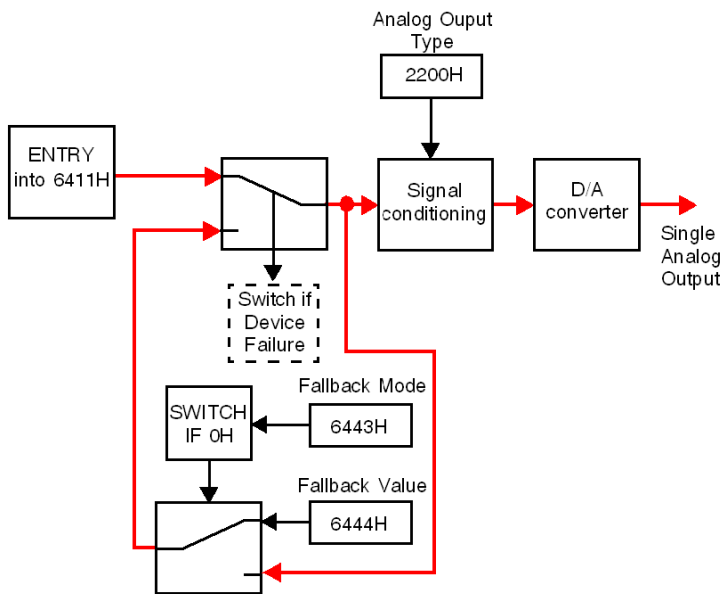 Analog Ouput
Type
2200H
ENTRY
into 6411H
Signal
conditioning
D/A
converter
Single
Analog
Output
Switch if
Device
Failure
Fallback Mode
SWITCH
IF 0H
6443H
Fallback Value
6444H